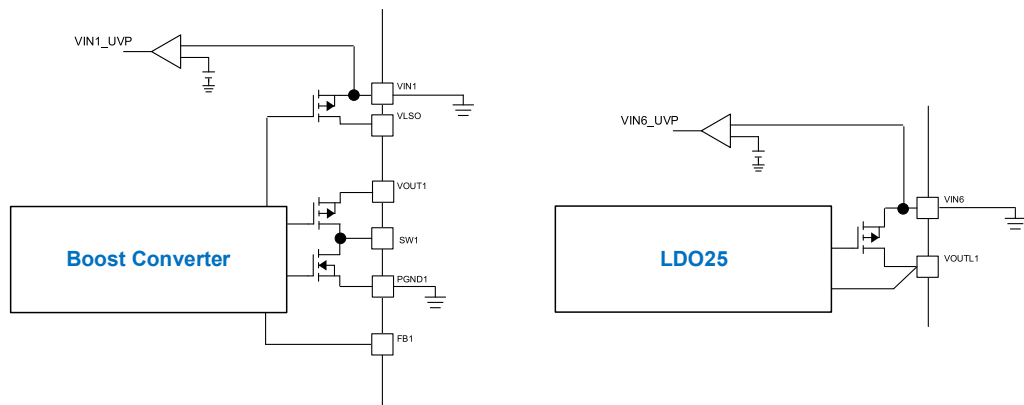 VIN1_UVP
VIN1
VLSO
VOUT1
SW1
PGND1
FB1
Boost Converter
VIN6_UVP
VIN6
VOUTL1
LDO25